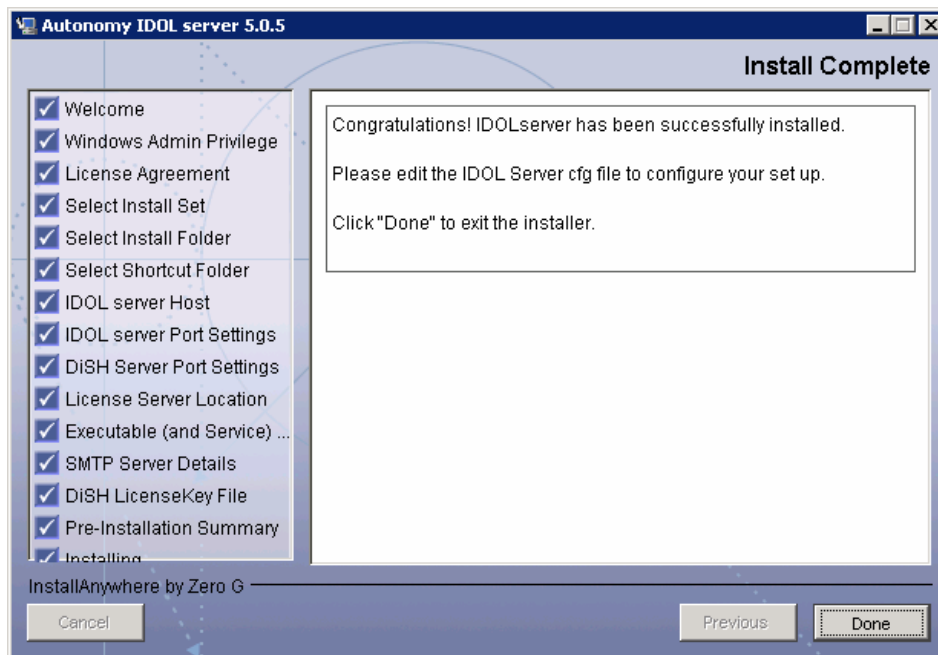 Autonomy IDOL server 5.0.5
Install Complete
Welcome
Windows Admin Privilege
License Agreement
Select Install Set
Select Install Folder
Select Shortcut Folder
IDOL server Host
IDOL server Port Settings
DiSH Server Port Settings
License Server Location
Executable (and Service) ...
SMTP Server Details
DiSH LicenseKey File
Pre-Installation Summary
Installing
Congratulations! IDOLserver has been successfully installed.
Please edit the IDOL Server cfg file to configure your set up.
Click "Done" to exit the installer.
InstallAnywhere by Zero G
Cancel
Previous
Done